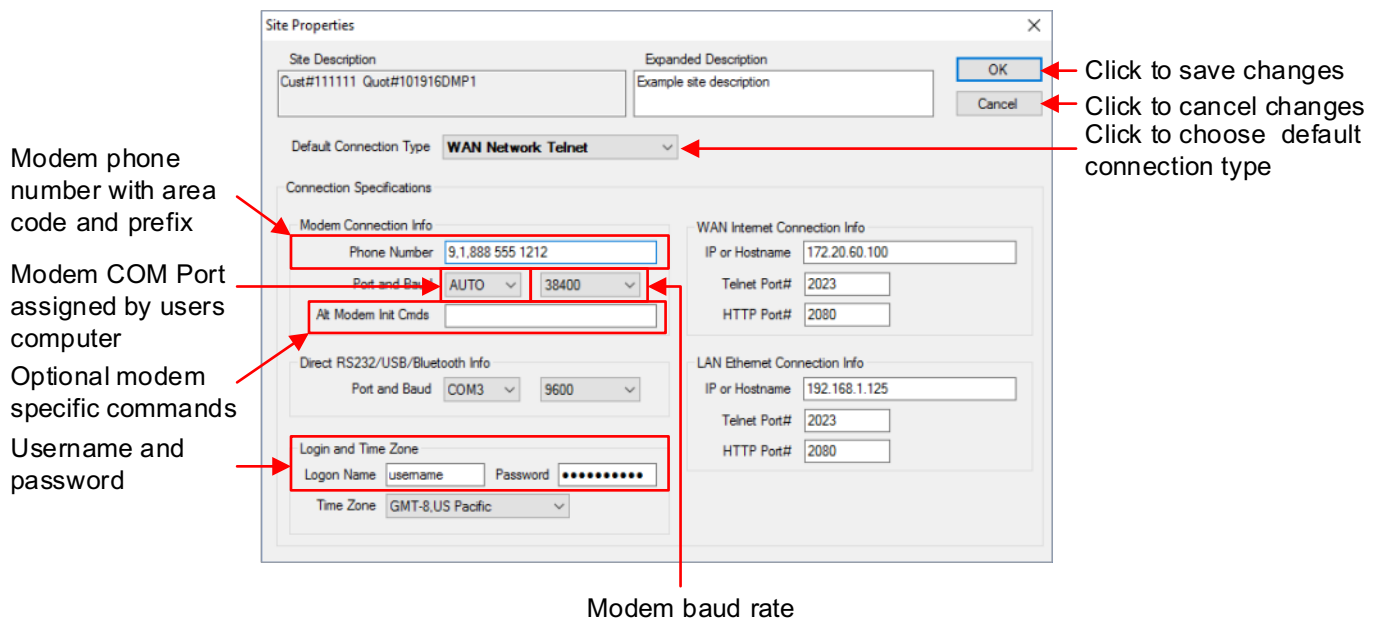 Site Properties
Site Description
Expanded Description
Cust#111111 Quot#101916DMP1
Example site description
OK
Cancel
Click to save changes
Click to cancel changes
Click to choose default
connection type
Default Connection Type
WAN Network Telnet
Modem phone
number with area
code and prefix
Modem COM Port
assigned by users
computer
Optional modem
specific commands
Username and
password
Connection Specifications
Modem Connection Info
Phone Number 9,1,888 555 1212
Port and Baud AUTO 38400
Alt Modem Init Cmds
Direct RS232/USB/Bluetooth Info
Port and Baud COM3 9600
Login and Time Zone
Logon Name username Password ●●●●●●●●●●
Time Zone GMT-8,US Pacific
WAN Internet Connection Info
IP or Hostname 172.20.60.100
Telnet Port# 2023
HTTP Port# 2080
LAN Ethernet Connection Info
IP or Hostname 192.168.1.125
Telnet Port# 2023
HTTP Port# 2080
Modem baud rate